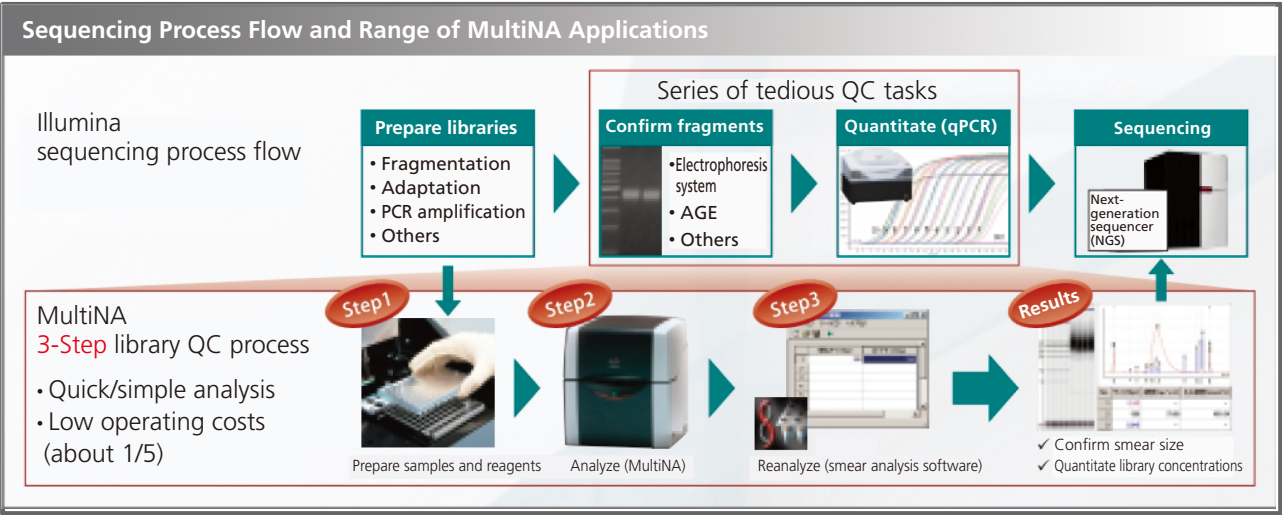 Sequencing Process Flow and Range of MultiNA Applications
Series of tedious QC tasks
Illumina
sequencing process flow
Prepare libraries
• Fragmentation
• Adaptation
• PCR amplification
• Others
Confirm fragments
•Electrophoresis
system
• AGE
• Others
Quantitate (qPCR)
Sequencing
Next-
generation
sequencer
(NGS)
MultiNA
3-Step library QC process
• Quick/simple analysis
• Low operating costs
(about 1/5)
Step1
Prepare samples and reagents
Step2
Analyze (MultiNA)
Step3
Reanalyze (smear analysis software)
Results
✓ Confirm smear size
✓ Quantitate library concentrations